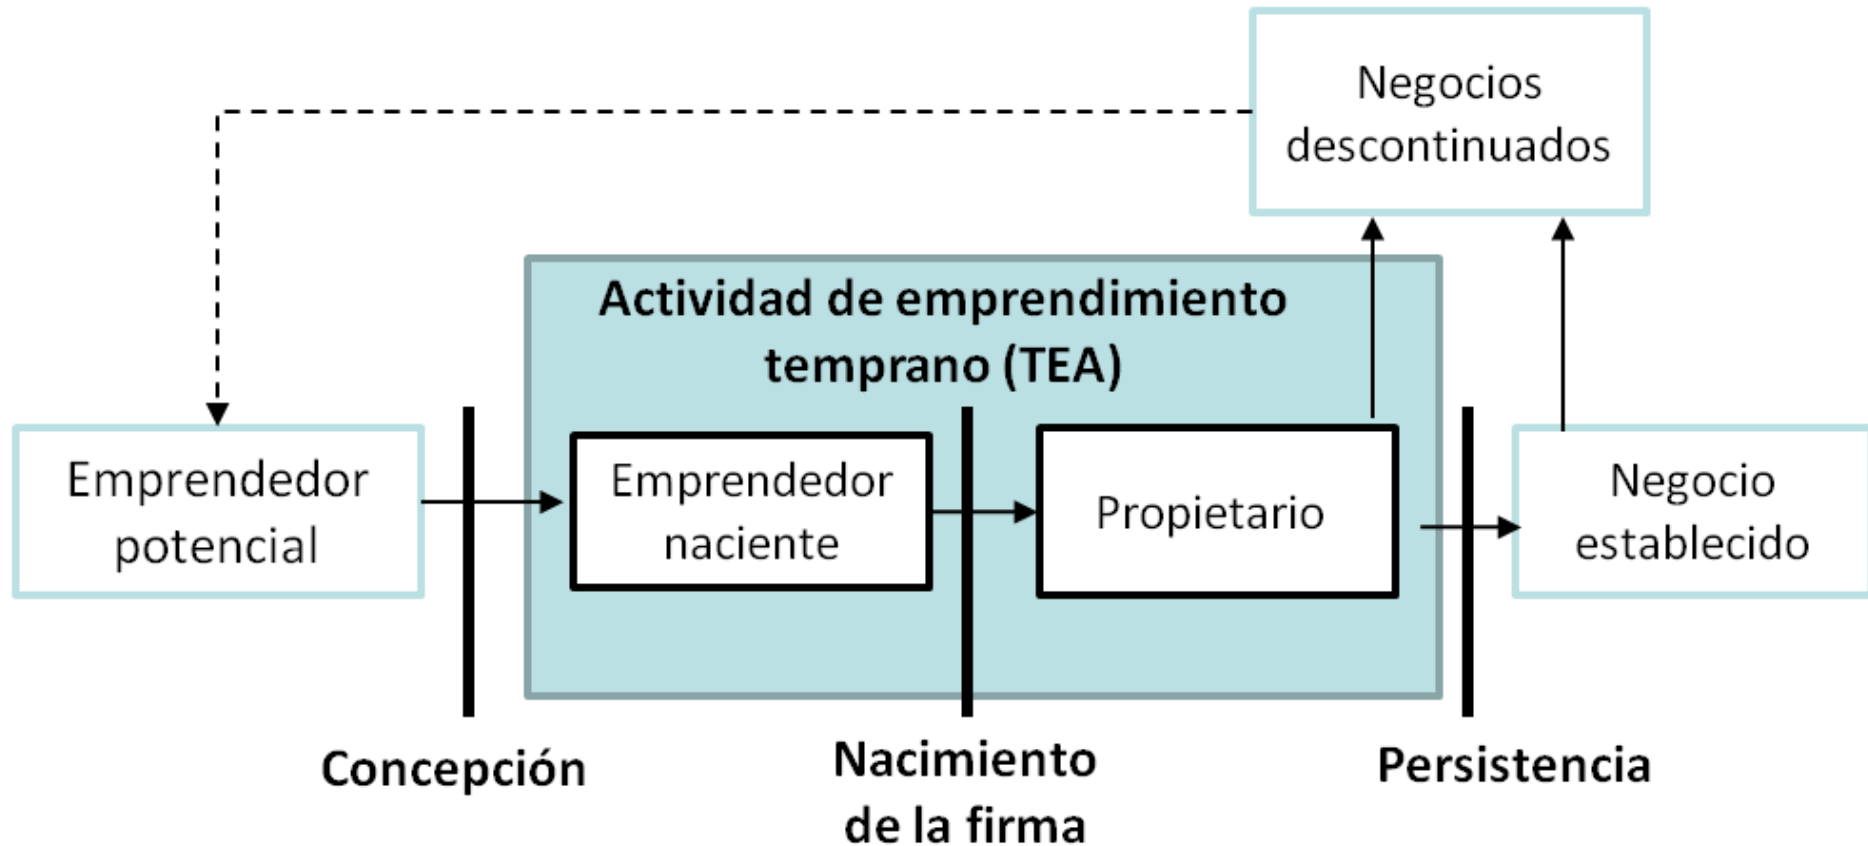 Negocios
descontinuados
Actividad de emprendimiento
temprano (TEA)
Emprendedor
potencial
Emprendedor
naciente
Propietario
Negocio
establecido
Concepción
Nacimiento
de la firma
Persistencia